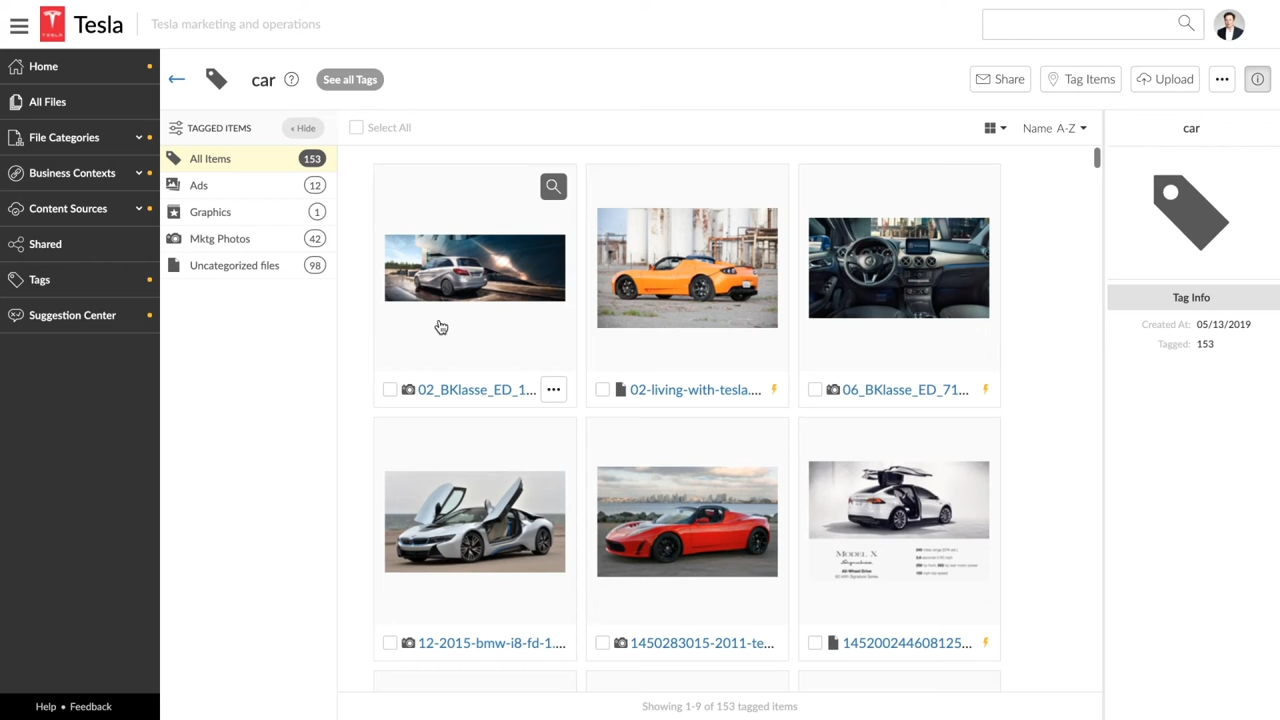 Tesla
Tesla marketing and operations
Home
All Files
File Categories
Business Contexts
Content Sources
Shared
Tags
Suggestion Center
Help • Feedback
car
See all Tags
Share
Tag Items
Upload
TAGGED ITEMS
« Hide
All Items 153
Ads 12
Graphics 1
Mktg Photos 42
Uncategorized files 98
Select All
Name A-Z
02_BKlasse_ED_1...
02-living-with-tesla....
06_BKlasse_ED_71...
MODEL X
12-2015-bmw-i8-fd-1....
1450283015-2011-te...
145200244608125...
Showing 1-9 of 153 tagged items
car
Tag Info
Created At: 05/13/2019
Tagged: 153